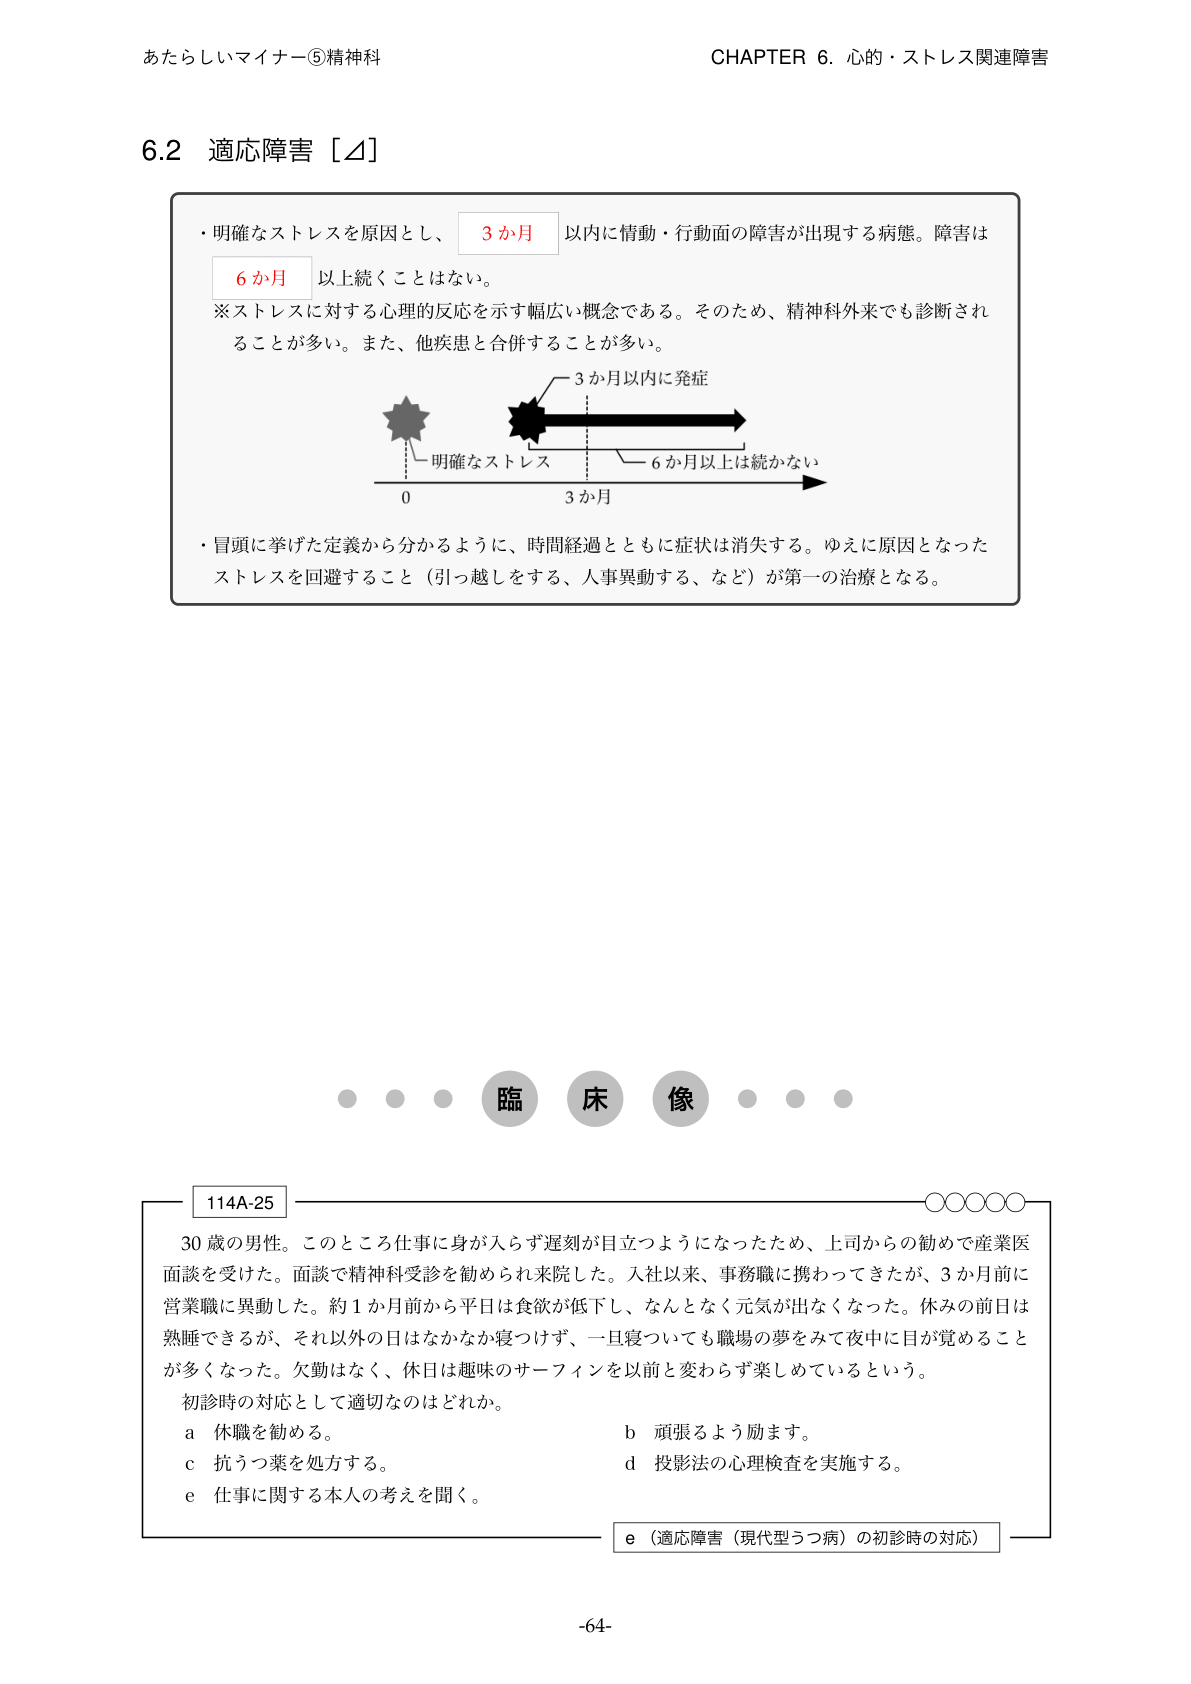 あたらしいマイナー⑤精神科
CHAPTER 6. 心的・ストレス関連障害
6.2 適応障害［⊿］
・明確なストレスを原因とし、 3か月 以内に情動・行動面の障害が出現する病態。障害は
6か月 以上続くことはない。
※ストレスに対する心理的反応を示す幅広い概念である。そのため、精神科外来でも診断され
ることが多い。また、他疾患と合併することが多い。
3か月以内に発症
明確なストレス
6か月以上は続かない
0
3か月
・冒頭に挙げた定義から分かるように、時間経過とともに症状は消失する。ゆえに原因となった
ストレスを回避すること（引っ越しをする、人事異動する、など）が第一の治療となる。
臨床像
114A-25
30歳の男性。このところ仕事に身が入らず遅刻が目立つようになったため、上司からの勧めで産業医
面談を受けた。面談で精神科受診を勧められ来院した。入社以来、事務職に携わってきたが、3か月前に
営業職に異動した。約1か月前から平日は食欲が低下し、なんとなく元気が出なくなった。休みの前日は
熟睡できるが、それ以外の日はなかなか寝つけず、一旦寝ついても職場の夢をみて夜中に目が覚めること
が多くなった。欠勤はなく、休日は趣味のサーフィンを以前と変わらず楽しめているという。
初診時の対応として適切なのはどれか。
a 休職を勧める。
b 頑張るよう励ます。
c 抗うつ薬を処方する。
d 投影法の心理検査を実施する。
e 仕事に関する本人の考えを聞く。
e （適応障害（現代型うつ病）の初診時の対応）
-64-